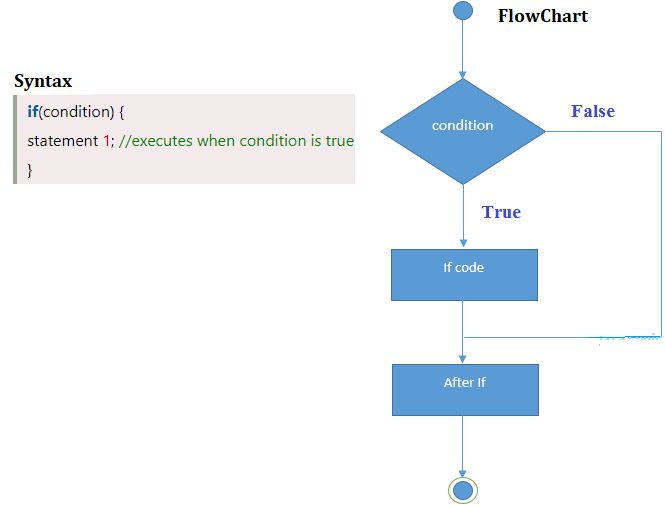 FlowChart
Syntax
if(condition) {
statement 1; //executes when condition is true
}
condition
False
True
If code
After If